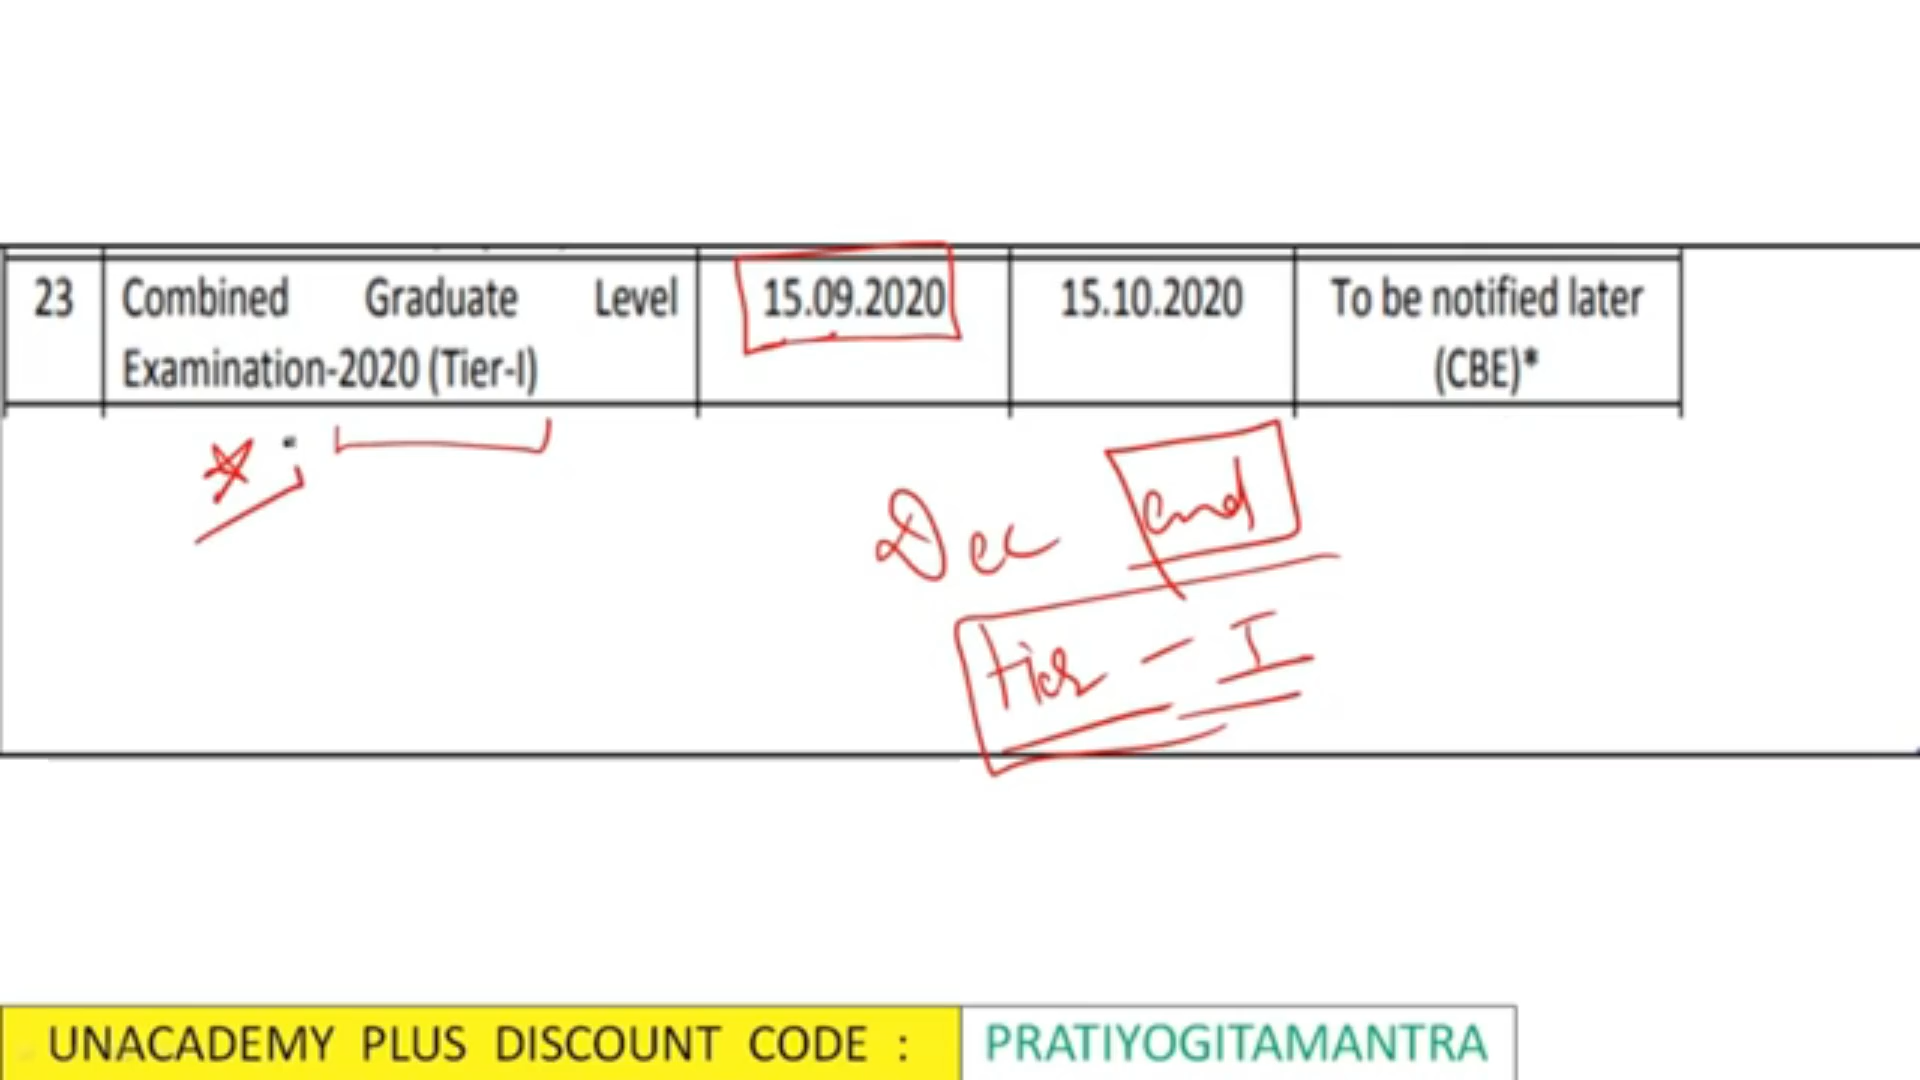 23 Combined Graduate Level 15.09.2020 15.10.2020 To be notified later
Examination-2020 (Tier-I) (CBE)*
Dec end
tier - I
UNACADEMY PLUS DISCOUNT CODE : PRATIYOGITAMANTRA